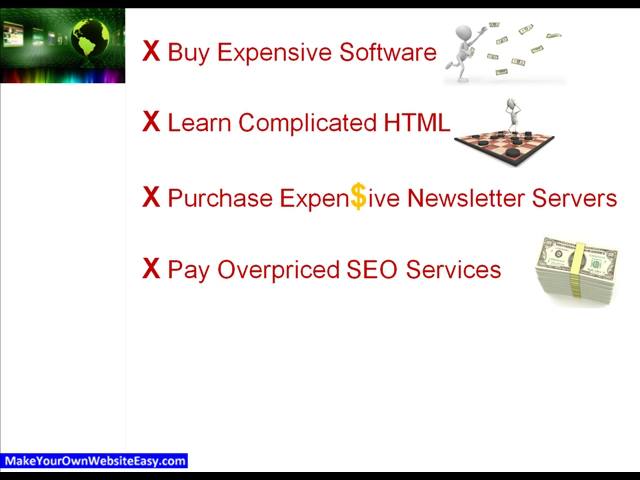 X Buy Expensive Software
X Learn Complicated HTML
X Purchase Expen$ive Newsletter Servers
X Pay Overpriced SEO Services
MakeYourOwnWebsiteEasy.com